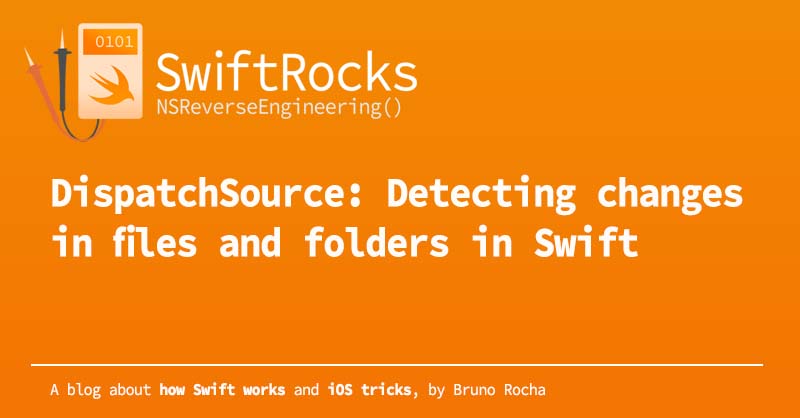 0101
SwiftRocks
NSReverseEngineering()
DispatchSource: Detecting changes
in files and folders in Swift
A blog about how Swift works and iOS tricks, by Bruno Rocha